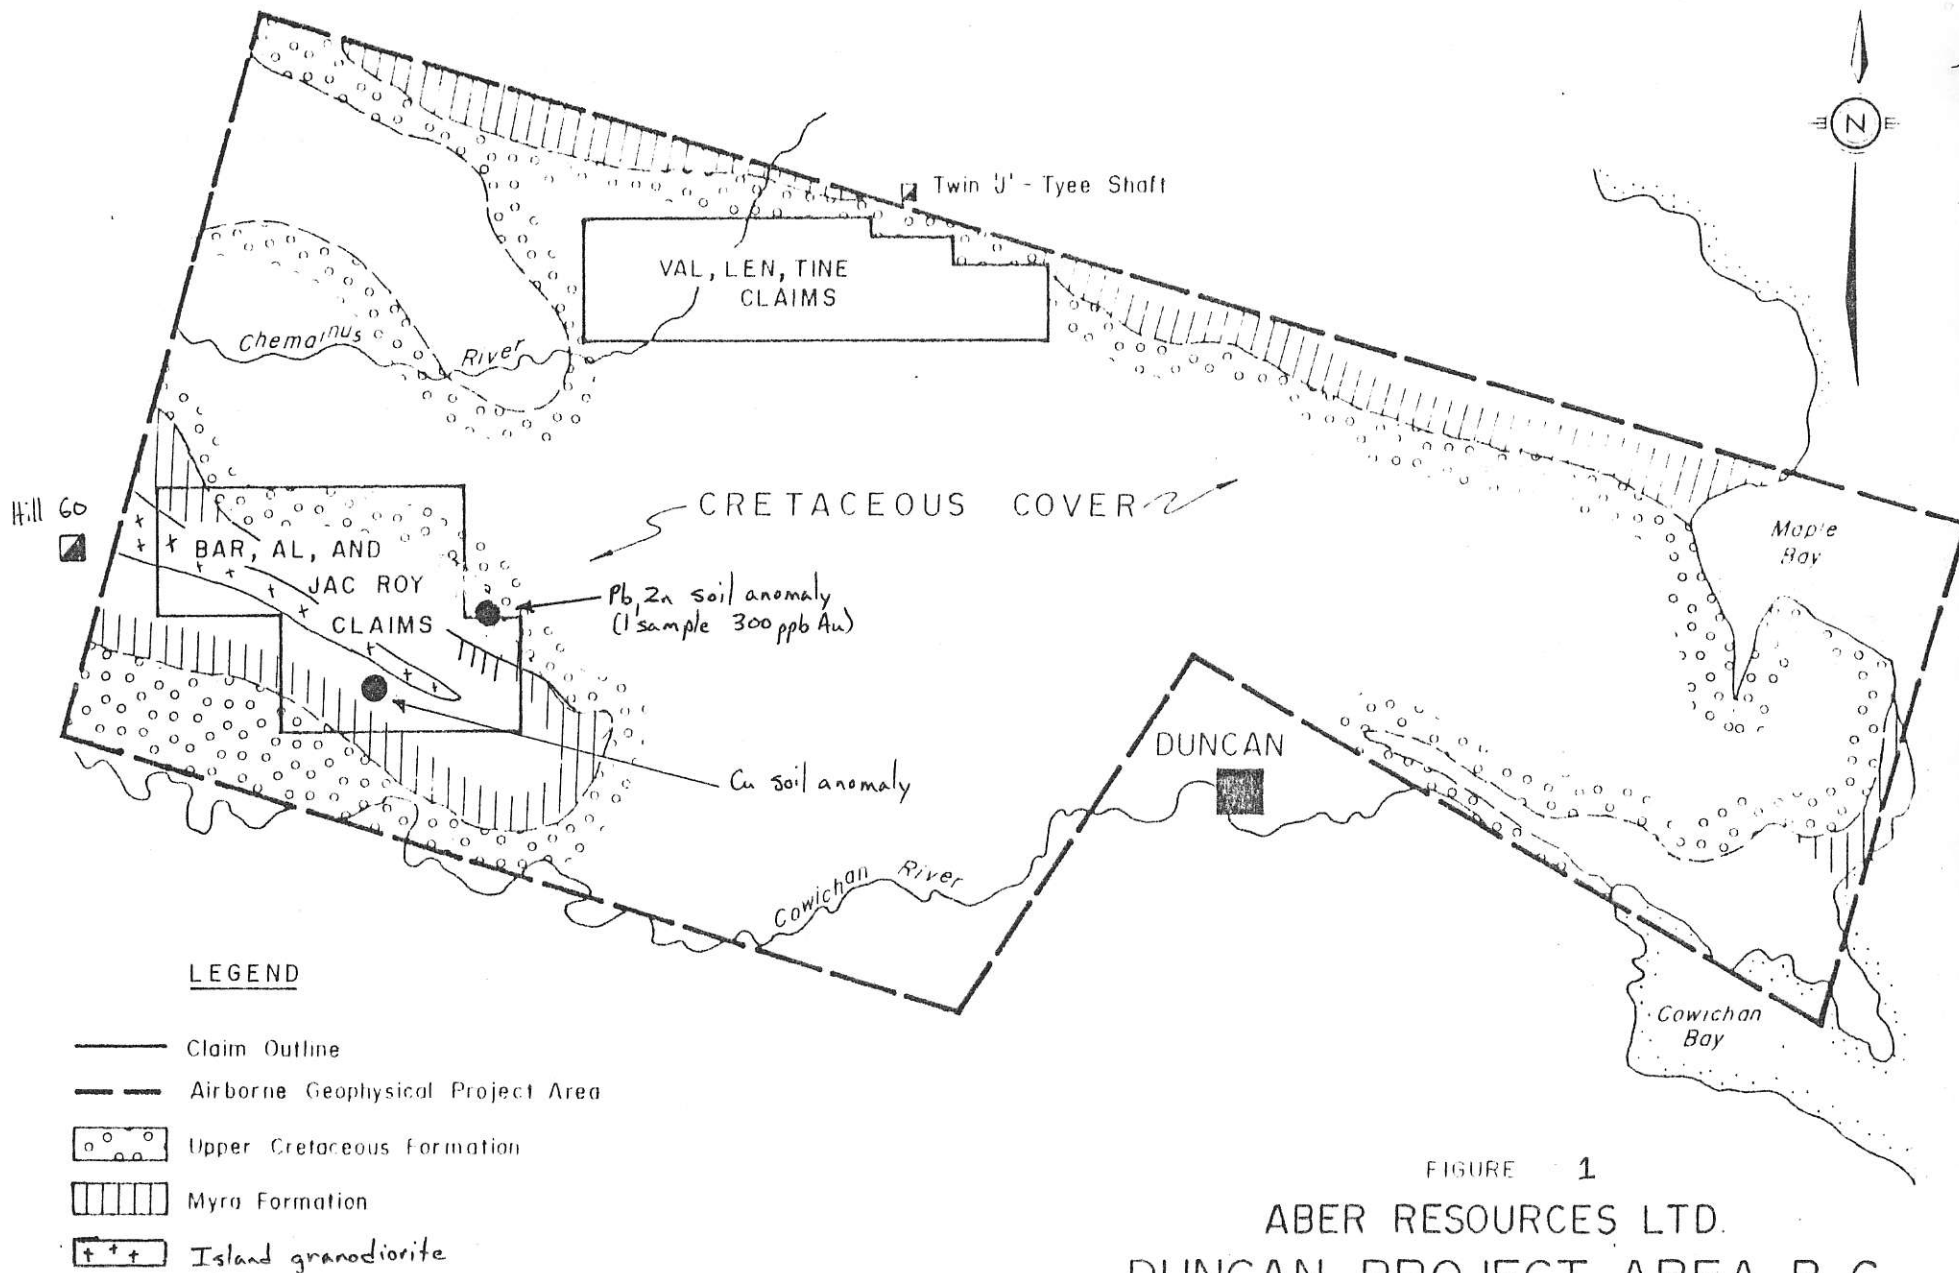 N
Twin 'J' - Tyee Shaft
VAL, LEN, TINE
CLAIMS
Chemainus River
CRETACEOUS COVER
Hill 60
BAR, AL, AND
JAC ROY
CLAIMS
Pb, Zn soil anomaly
(1 sample 300 ppb Au)
Maple
Bay
DUNCAN
Cu soil anomaly
Cowichan River
Cowichan
Bay
LEGEND
Claim Outline
Airborne Geophysical Project Area
Upper Cretaceous Formation
Myra Formation
Island granodiorite
FIGURE 1
ABER RESOURCES LTD.
DUNCAN PROJECT AREA B.C.